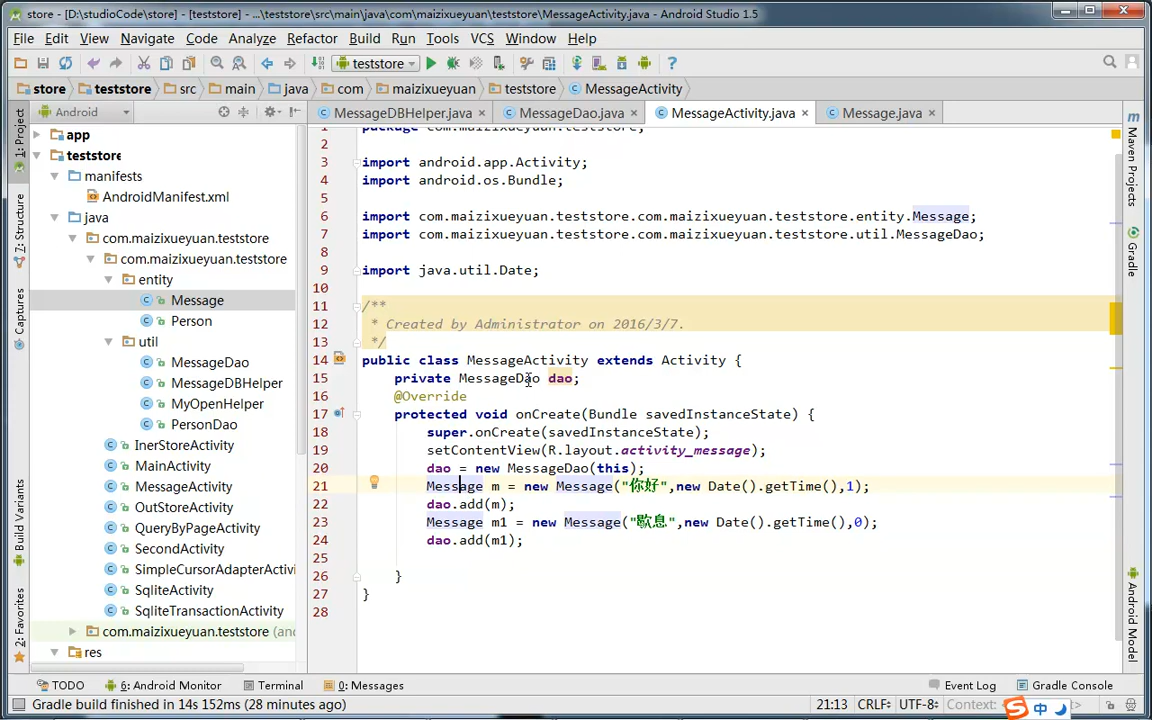 store - [D:\studioCode\store] - [teststore] - ...\teststore\src\main\java\com\maizixueyuan\teststore\MessageActivity.java - Android Studio 1.5
File Edit View Navigate Code Analyze Refactor Build Run Tools VCS Window Help
teststore
store teststore src main java com maizixueyuan teststore MessageActivity
Android
MessageDBHelper.java MessageDao.java MessageActivity.java Message.java
1: Project
7: Structure
Captures
Build Variants
2: Favorites
app
teststore
manifests
AndroidManifest.xml
java
com.maizixueyuan.teststore
com.maizixueyuan.teststore
entity
Message
Person
util
MessageDao
MessageDBHelper
MyOpenHelper
PersonDao
InerStoreActivity
MainActivity
MessageActivity
OutStoreActivity
QueryByPageActivity
SecondActivity
SimpleCursorAdapterActivi
SqliteActivity
SqliteTransactionActivity
com.maizixueyuan.teststore (an
res
1 package com.maizixueyuan.teststore;
2
3 import android.app.Activity;
4 import android.os.Bundle;
5
6 import com.maizixueyuan.teststore.com.maizixueyuan.teststore.entity.Message;
7 import com.maizixueyuan.teststore.com.maizixueyuan.teststore.util.MessageDao;
8
9 import java.util.Date;
10
11 /**
12 * Created by Administrator on 2016/3/7.
13 */
14 public class MessageActivity extends Activity {
15 private MessageDao dao;
16 @Override
17 protected void onCreate(Bundle savedInstanceState) {
18 super.onCreate(savedInstanceState);
19 setContentView(R.layout.activity_message);
20 dao = new MessageDao(this);
21 Message m = new Message("你好",new Date().getTime(),1);
22 dao.add(m);
23 Message m1 = new Message("歇息",new Date().getTime(),0);
24 dao.add(m1);
25
26 }
27 }
28
Maven Projects
Gradle
Android Model
TODO 6: Android Monitor Terminal 0: Messages Event Log Gradle Console
Gradle build finished in 14s 152ms (28 minutes ago) 21:13 CRLF UTF-8 Context: 中